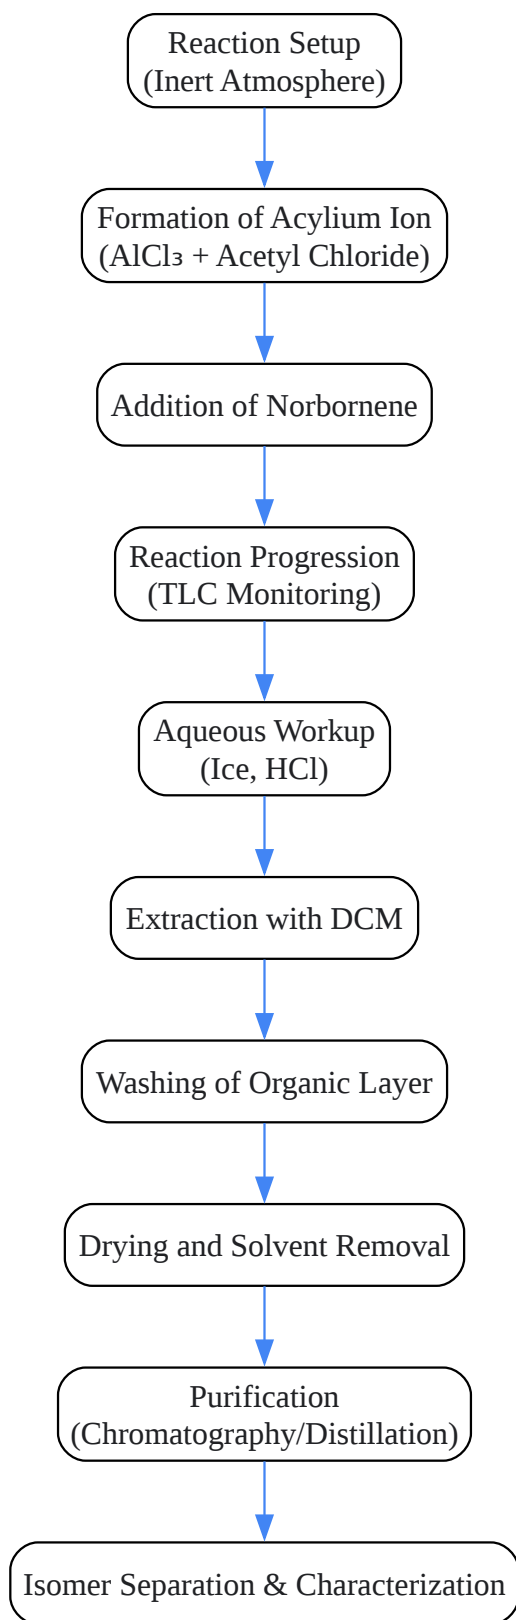 Reaction Setup
(Inert Atmosphere)
Formation of Acylium Ion
(AlCl₃ + Acetyl Chloride)
Addition of Norbornene
Reaction Progression
(TLC Monitoring)
Aqueous Workup
(Ice, HCl)
Extraction with DCM
Washing of Organic Layer
Drying and Solvent Removal
Purification
(Chromatography/Distillation)
Isomer Separation & Characterization